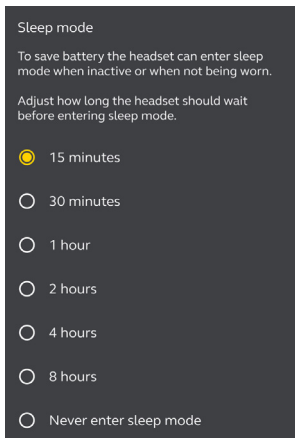 Sleep mode
To save battery the headset can enter sleep
mode when inactive or when not being worn.
Adjust how long the headset should wait
before entering sleep mode.
15 minutes
30 minutes
1 hour
2 hours
4 hours
8 hours
Never enter sleep mode